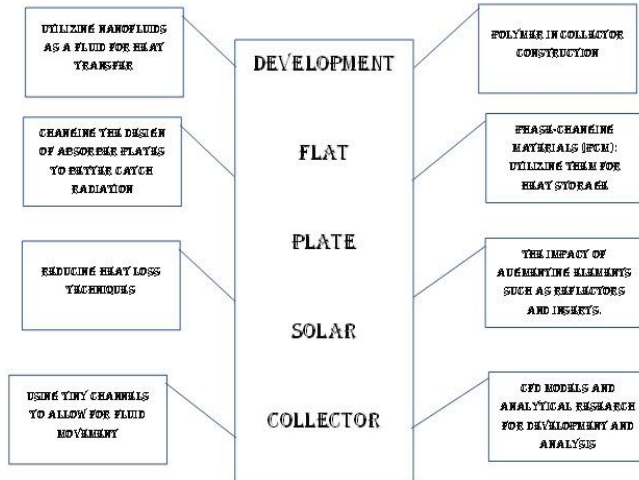 UTILIZING NANOFLUIDS
AS A FLUID FOR HEAT
TRANSFER
CHANGING THE DESIGN
OF ABSORBER PLATES
TO BETTER CATCH
RADIATION
REDUCING HEAT LOSS
TECHNIQUES
USING TINY CHANNELS
TO ALLOW FOR FLUID
MOVEMENT
DEVELOPMENT
FLAT
PLATE
SOLAR
COLLECTOR
POLYMER IN COLLECTOR
CONSTRUCTION
PHASE-CHANGING
MATERIALS (PCM):
UTILIZING THEM FOR
HEAT STORAGE
THE IMPACT OF
AUGMENTING ELEMENTS
SUCH AS REFLECTORS
AND INSERTS.
CFD MODELS AND
ANALYTICAL RESEARCH
FOR DEVELOPMENT AND
ANALYSIS